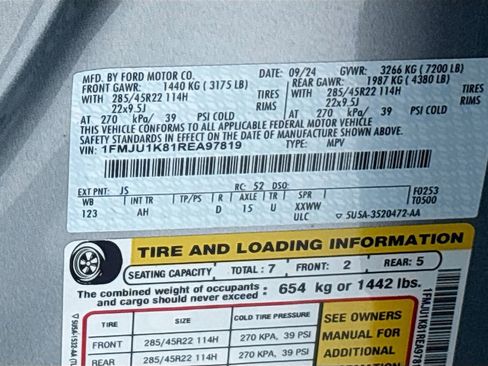 MFD. BY FORD MOTOR CO. DATE: 09/24 GVWR: 3266 KG ( 7200 LB)
FRONT GAWR: 1440 KG ( 3175 LB) REAR GAWR: 1987 KG ( 4380 LB)
WITH 285/45R22 114H TIRES WITH 285/45R22 114H TIRES
22x9.5J RIMS 22x9.5J RIMS
AT 270 kPa/ 39 PSI COLD AT 270 kPa/ 39 PSI COLD
THIS VEHICLE CONFORMS TO ALL APPLICABLE FEDERAL MOTOR VEHICLE
SAFETY STANDARDS IN EFFECT ON THE DATE OF MANUFACTURE SHOWN ABOVE.
VIN: 1FMJU1K81REA97819 TYPE: MPV
EXT PNT: JS RC: 52 DSO:
WB INT TR TP/PS R AXLE TR SPR F0253
123 AH D 15 U XXWW T0500
ULC ▽ 5U5A-3520472-AA
TIRE AND LOADING INFORMATION
SEATING CAPACITY TOTAL: 7 FRONT: 2 REAR: 5
The combined weight of occupants and cargo should never exceed: 654 kg or 1442 lbs.
TIRE SIZE COLD TIRE PRESSURE
FRONT 285/45R22 114H 270 KPA, 39 PSI
REAR 285/45R22 114H 270 KPA, 39 PSI
SEE OWNERS
MANUAL FOR
ADDITIONAL